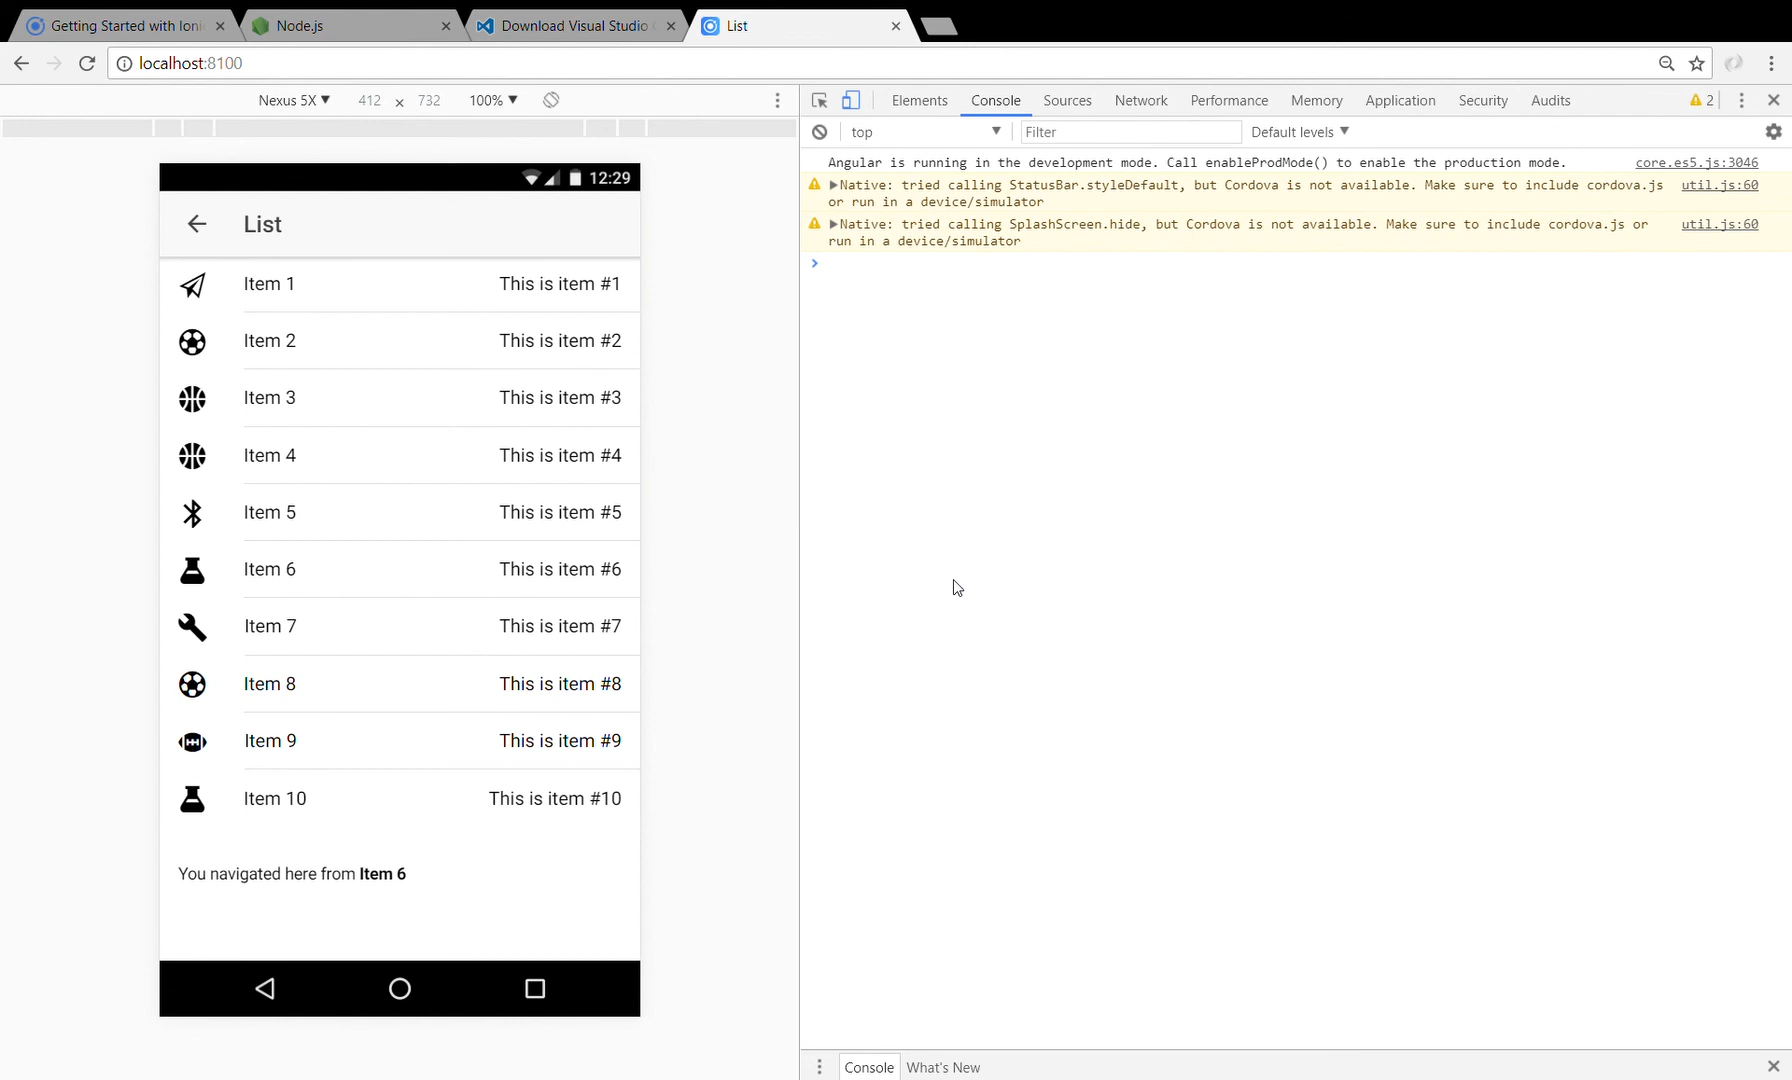 Getting Started with Ioni
Node.js
Download Visual Studio
List
localhost:8100
Nexus 5X ▼ 412 × 732 100% ▼
Elements Console Sources Network Performance Memory Application Security Audits 2
top ▼ Filter Default levels ▼
Angular is running in the development mode. Call enableProdMode() to enable the production mode. core.es5.js:3046
▶Native: tried calling StatusBar.styleDefault, but Cordova is not available. Make sure to include cordova.js util.js:60
or run in a device/simulator
▶Native: tried calling SplashScreen.hide, but Cordova is not available. Make sure to include cordova.js or util.js:60
run in a device/simulator
12:29
List
Item 1 This is item #1
Item 2 This is item #2
Item 3 This is item #3
Item 4 This is item #4
Item 5 This is item #5
Item 6 This is item #6
Item 7 This is item #7
Item 8 This is item #8
Item 9 This is item #9
Item 10 This is item #10
You navigated here from Item 6
Console What's New